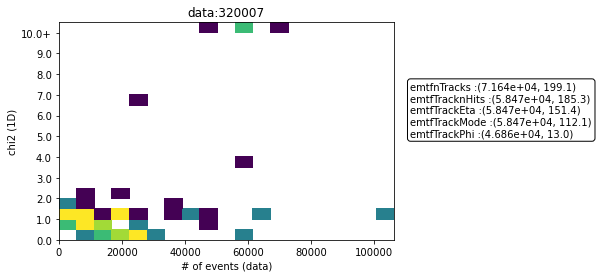 data:320007
10.0+
9.0
8.0
7.0
6.0
5.0
4.0
3.0
2.0
1.0
0.0
chi2 (1D)
0 20000 40000 60000 80000 100000
# of events (data)
emtfnTracks :(7.164e+04, 199.1)
emtfTracknHits :(5.847e+04, 185.3)
emtfTrackEta :(5.847e+04, 151.4)
emtfTrackMode :(5.847e+04, 112.1)
emtfTrackPhi :(4.686e+04, 13.0)